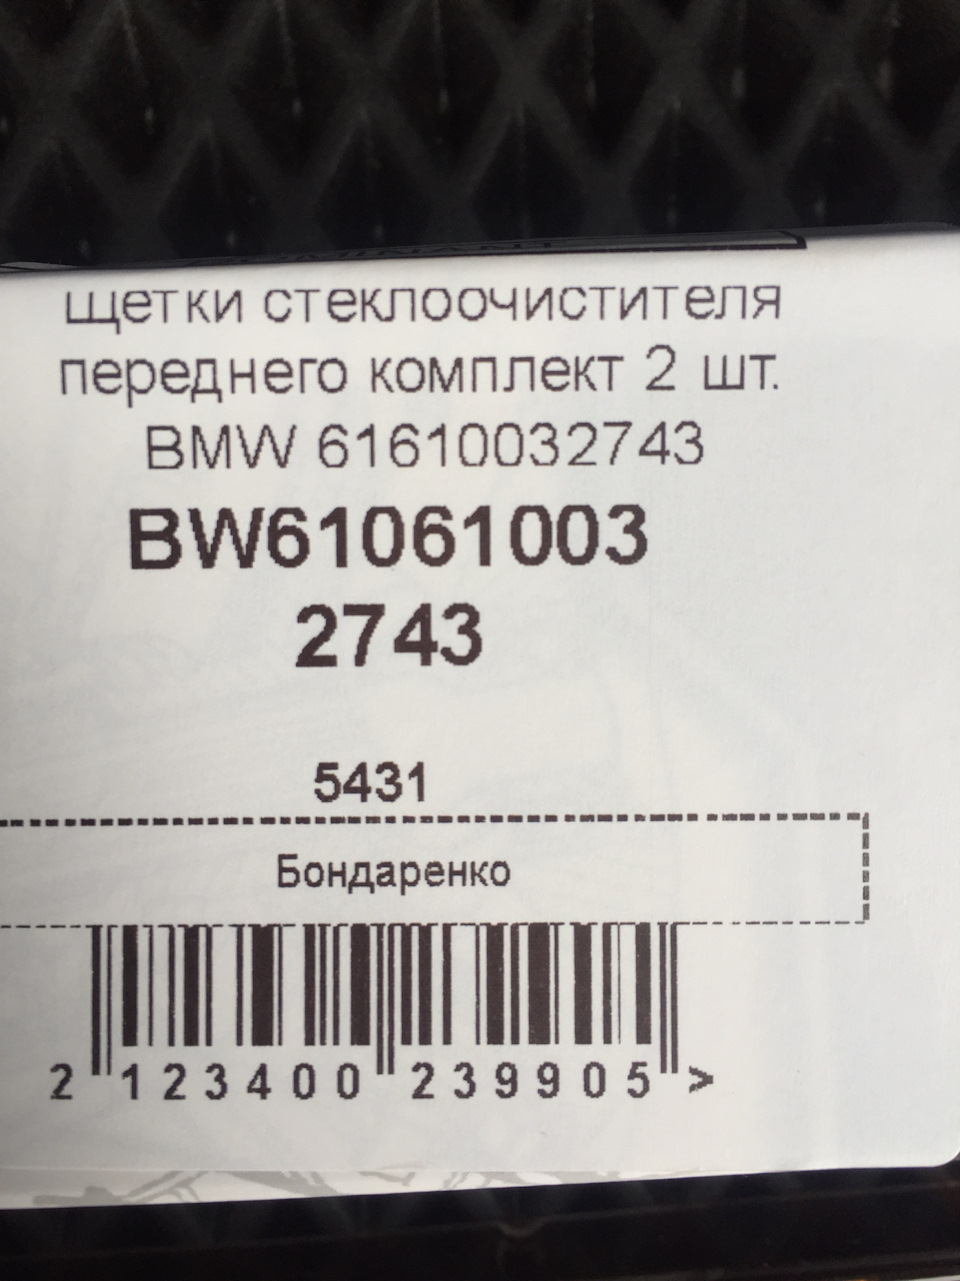 щетки стеклоочистителя
переднего комплект 2 шт.
BMW 61610032743
BW61061003
2743
5431
Бондаренко
2 123400 239905 >